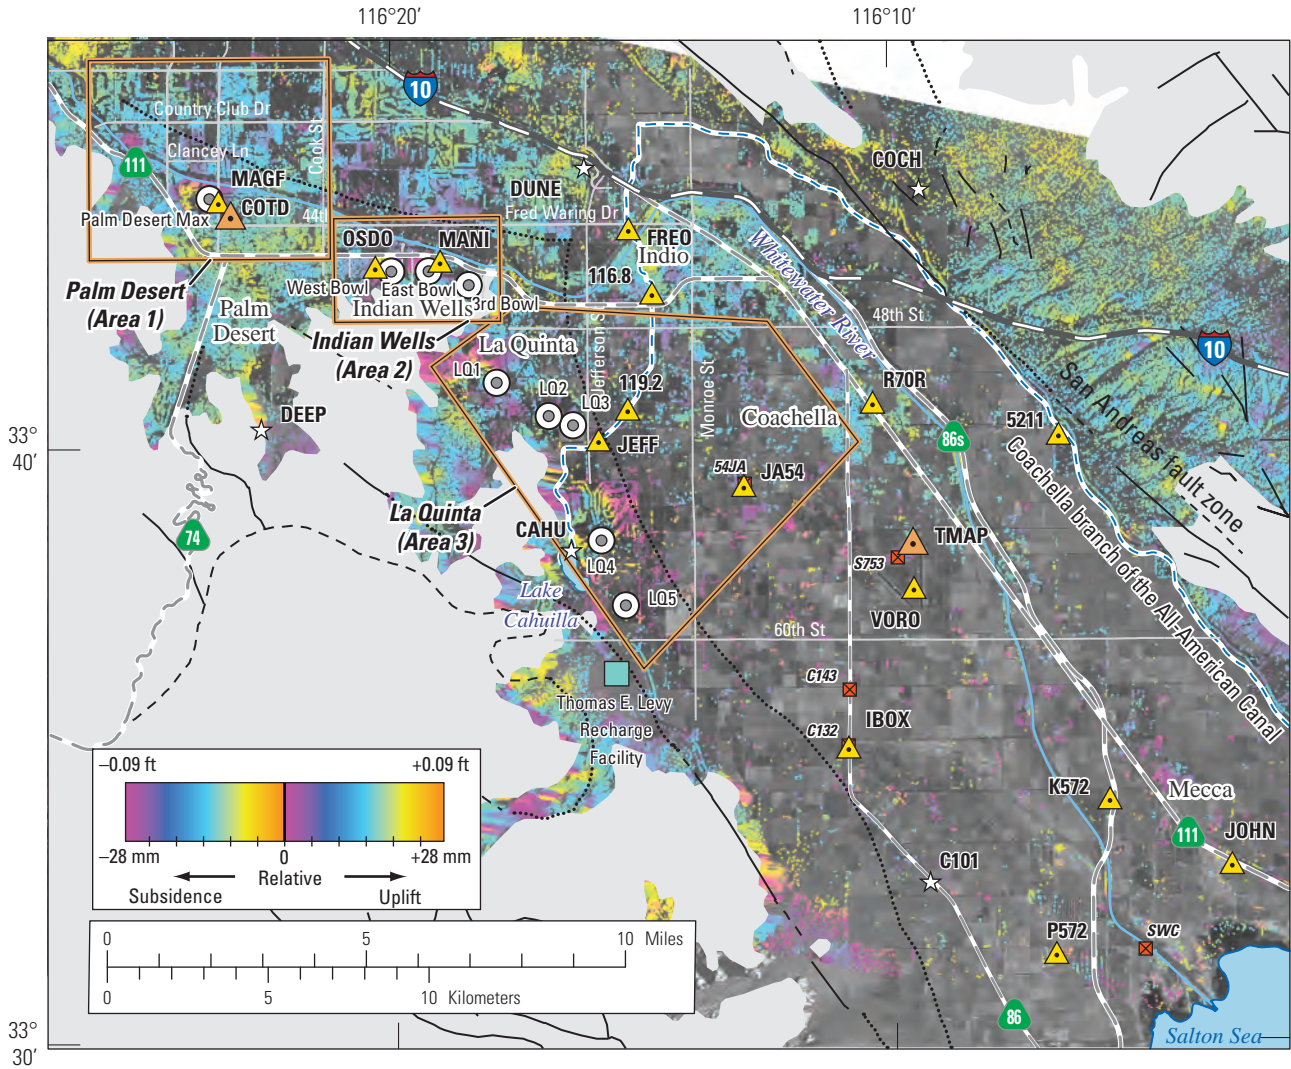 116°20′
116°10′
10
Country Club Dr
Cook St
Clancey Ln
111
MAGF
COTD
Palm Desert Max
44th
COCH
DUNE
Fred Waring Dr
OSDO
MANI
FREO
Indio
116.8
Whitewater River
West Bowl
East Bowl
3rd Bowl
Indian Wells
Palm Desert
(Area 1)
Palm
Desert
Indian Wells
(Area 2)
La Quinta
Jefferson St
48th St
10
LQ1
LQ2
LQ3
119.2
Monroe St
Coachella
R70R
San Andreas fault zone
DEEP
JEFF
5211
86s
33°
40′
54JA
JA54
Coachella branch of the All-American Canal
La Quinta
(Area 3)
CAHU
74
LQ4
TMAP
S753
Lake
Cahuilla
LQ5
VORO
60th St
Thomas E. Levy
Recharge
Facility
C143
C132
IBOX
K572
Mecca
111
JOHN
–0.09 ft
+0.09 ft
–28 mm
0
+28 mm
Relative
Subsidence
Uplift
C101
P572
SWC
0
5
10 Miles
0
5
10 Kilometers
86
33°
30′
Salton Sea